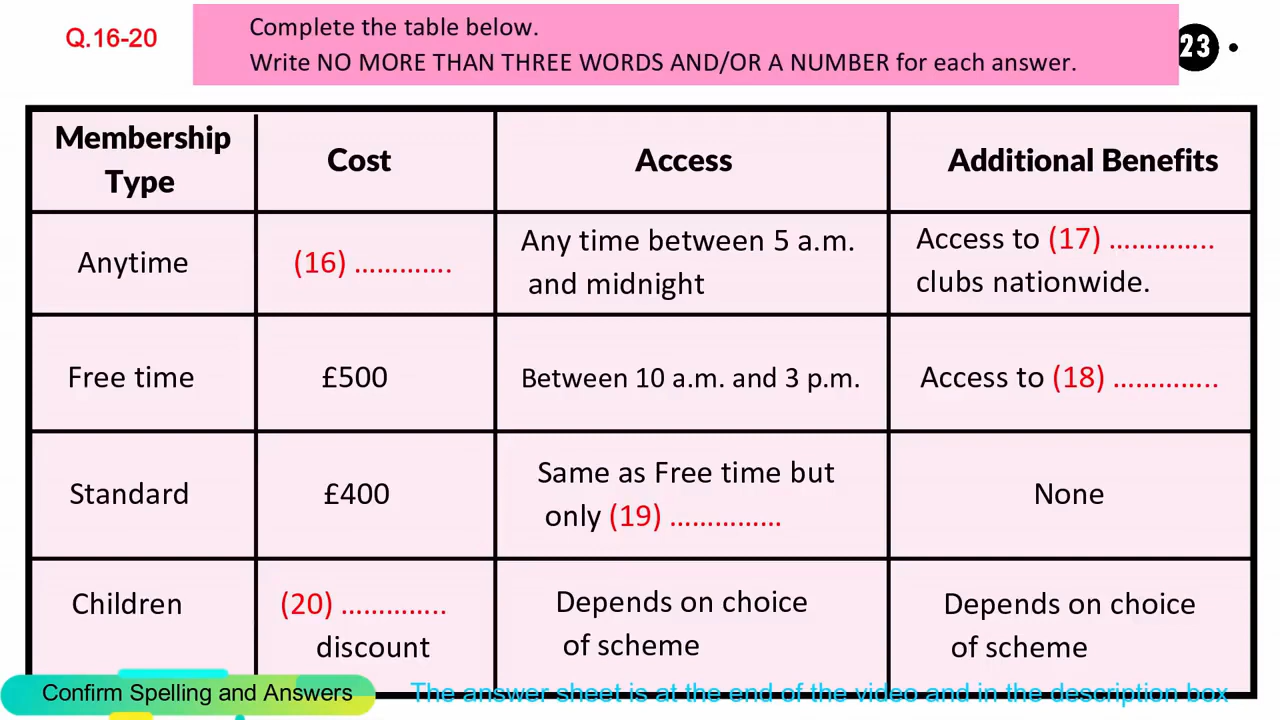 Q.16-20
Complete the table below.
Write NO MORE THAN THREE WORDS AND/OR A NUMBER for each answer.
23
Membership Type
Cost
Access
Additional Benefits
Anytime
(16) .............
Any time between 5 a.m.
and midnight
Access to (17) ..............
clubs nationwide.
Free time
£500
Between 10 a.m. and 3 p.m.
Access to (18) ..............
Standard
£400
Same as Free time but
only (19) ...............
None
Children
(20) ..............
discount
Depends on choice
of scheme
Depends on choice
of scheme
Confirm Spelling and Answers
The answer sheet is at the end of the video and in the description box